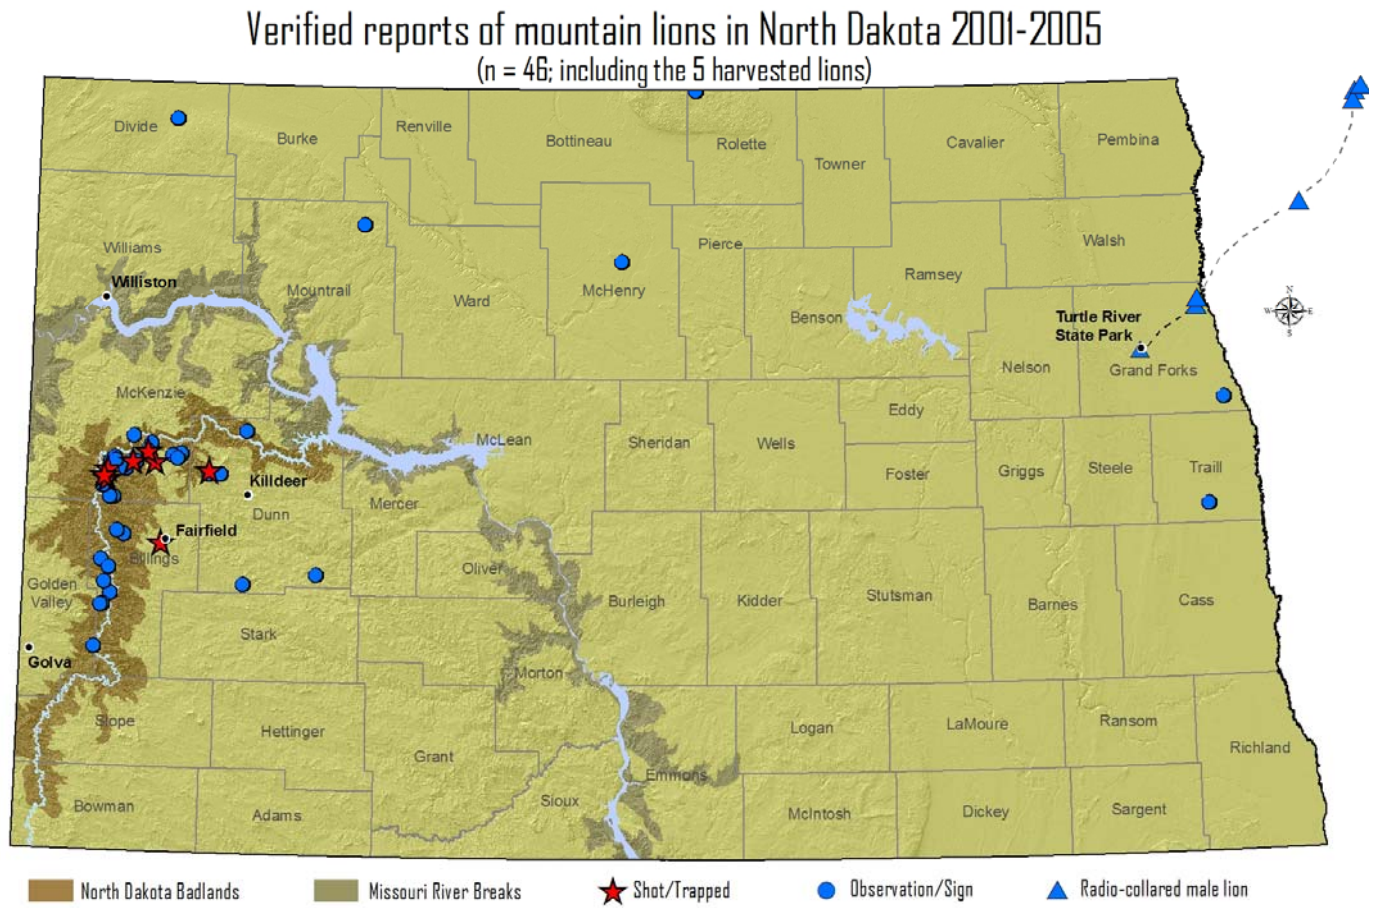 Verified reports of mountain lions in North Dakota 2001-2005
(n = 46; including the 5 harvested lions)
Divide
Burke
Renville
Bottineau
Rolette
Towner
Cavalier
Pembina
Williams
Williston
Mountrail
Ward
McHenry
Pierce
Benson
Ramsey
Walsh
N
W
E
S
Turtle River
State Park
Nelson
Grand Forks
McKenzie
McLean
Sheridan
Wells
Eddy
Foster
Griggs
Steele
Traill
Killdeer
Dunn
Mercer
Fairfield
Billings
Golden
Valley
Oliver
Burleigh
Kidder
Stutsman
Barnes
Cass
Stark
Golva
Morton
Slope
Hettinger
Grant
Logan
LaMoure
Ransom
Richland
Emmons
Bowman
Adams
Sioux
McIntosh
Dickey
Sargent
North Dakota Badlands
Missouri River Breaks
Shot/Trapped
Observation/Sign
Radio-collared male lion